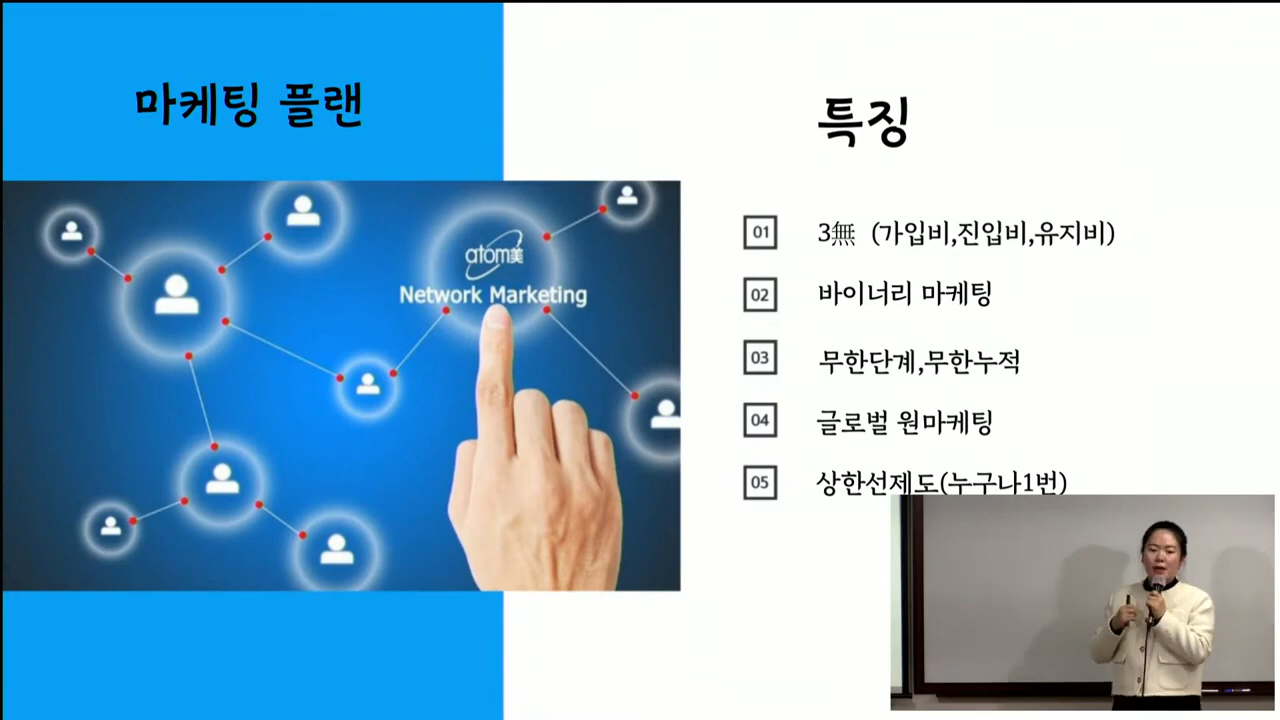 마케팅 플랜
atom美
Network Marketing
특징
01 3無 (가입비,진입비,유지비)
02 바이너리 마케팅
03 무한단계,무한누적
04 글로벌 원마케팅
05 상한선제도(누구나1번)